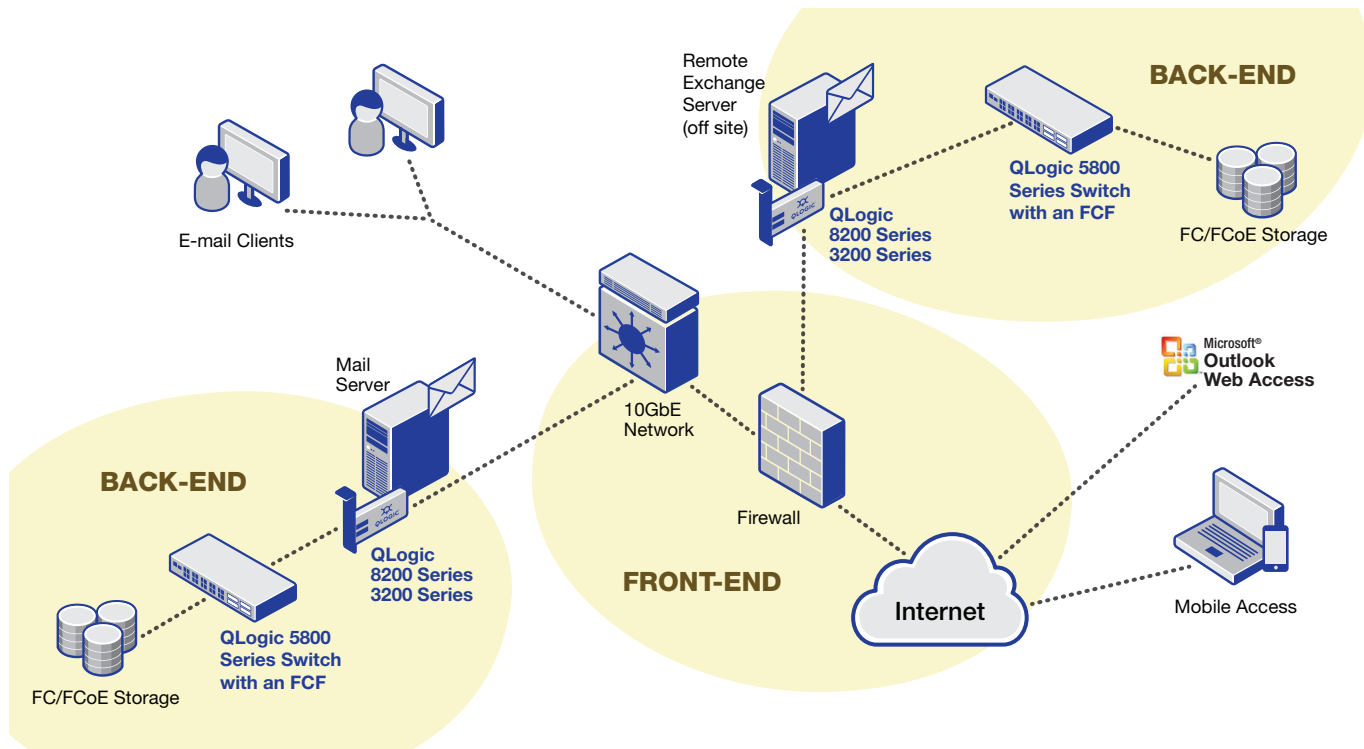 Remote
Exchange
Server
(off site)
BACK-END
QLOGIC
QLogic
8200 Series
3200 Series
QLogic 5800
Series Switch
with an FCF
FC/FCoE Storage
E-mail Clients
10GbE
Network
Microsoft®
Outlook
Web Access
Mail
Server
BACK-END
QLOGIC
QLogic
8200 Series
3200 Series
QLogic 5800
Series Switch
with an FCF
FC/FCoE Storage
Firewall
FRONT-END
Internet
Mobile Access